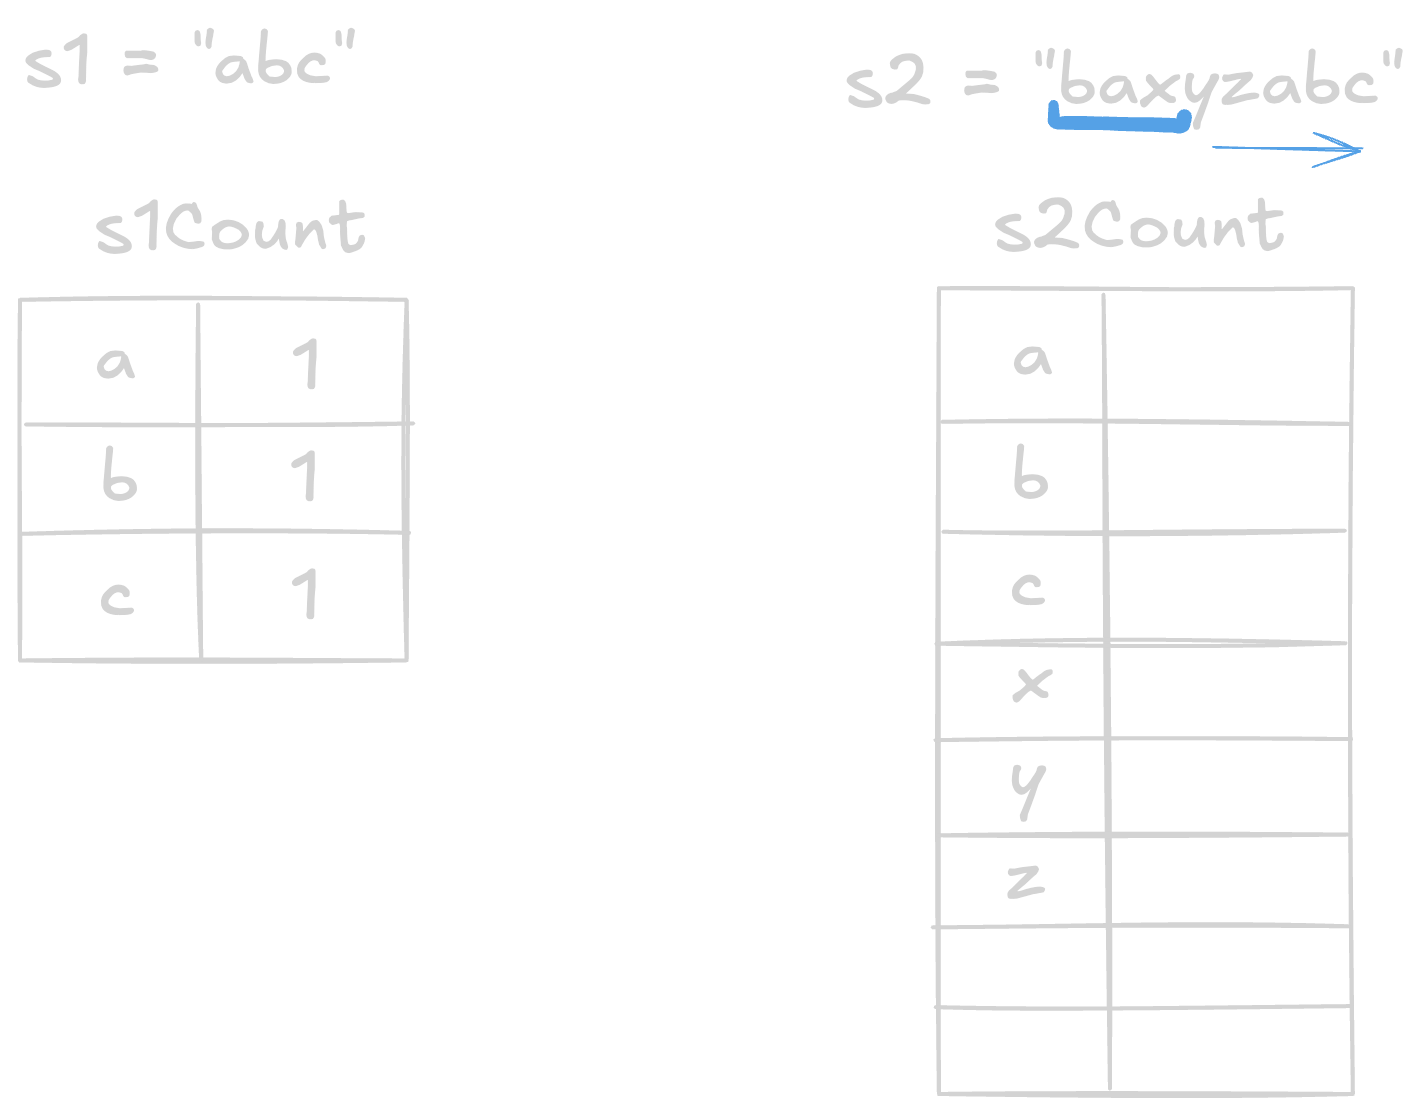 s1 = "abc"
s2 = "baxyzabc"
s1Count
a 1
b 1
c 1
s2Count
a
b
c
x
y
z